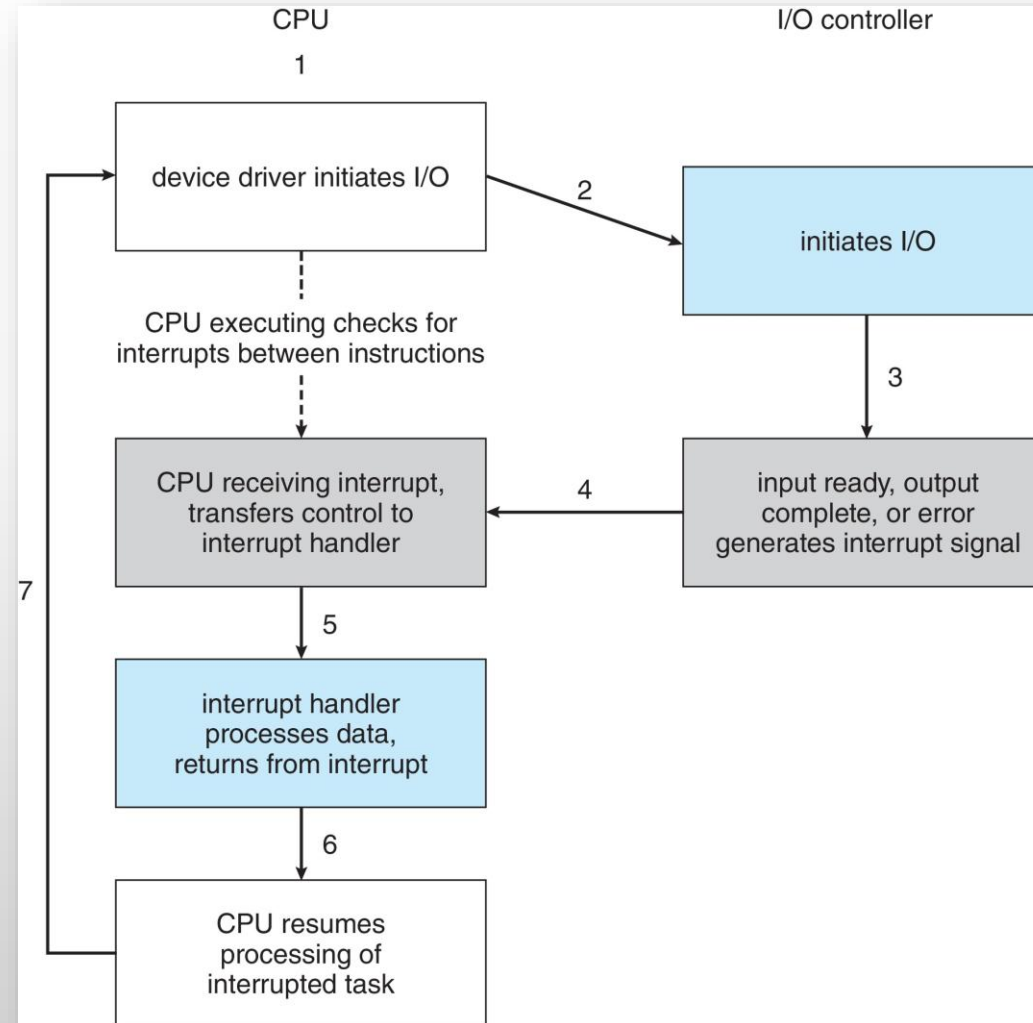 CPU
I/O controller
1
device driver initiates I/O
2
initiates I/O
CPU executing checks for
interrupts between instructions
3
CPU receiving interrupt,
transfers control to
interrupt handler
4
input ready, output
complete, or error
generates interrupt signal
7
5
interrupt handler
processes data,
returns from interrupt
6
CPU resumes
processing of
interrupted task